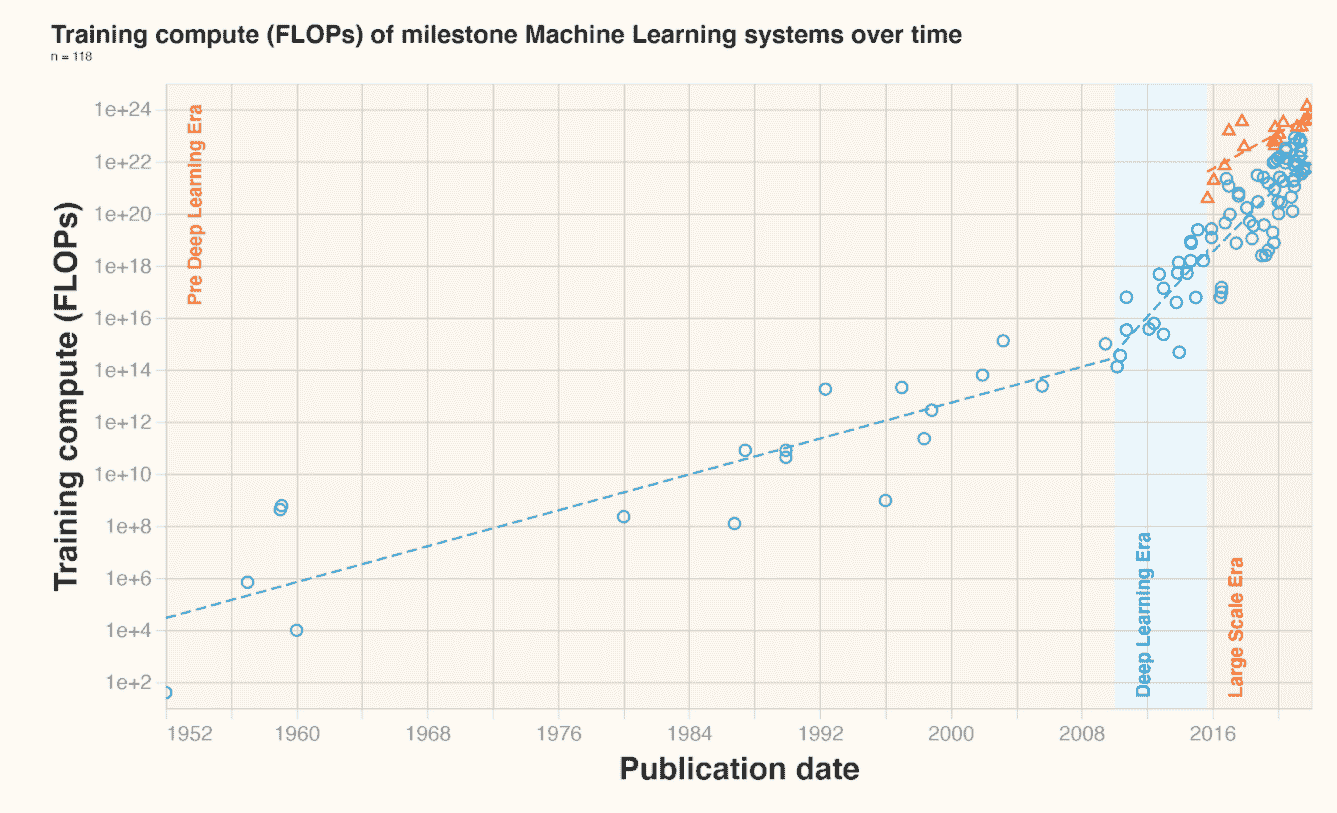 Training compute (FLOPs) of milestone Machine Learning systems over time
n = 118
Training compute (FLOPs)
1e+24
1e+22
1e+20
1e+18
1e+16
1e+14
1e+12
1e+10
1e+8
1e+6
1e+4
1e+2
Pre Deep Learning Era
Deep Learning Era
Large Scale Era
1952 1960 1968 1976 1984 1992 2000 2008 2016
Publication date